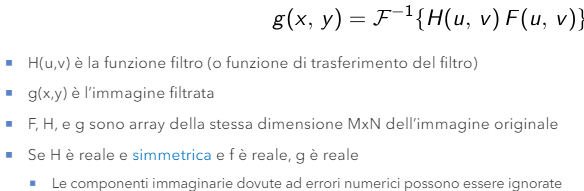 g(x, y) = ℱ⁻¹{H(u, v) F(u, v)}
H(u,v) è la funzione filtro (o funzione di trasferimento del filtro)
g(x,y) è l'immagine filtrata
F, H, e g sono array della stessa dimensione MxN dell'immagine originale
Se H è reale e simmetrica e f è reale, g è reale
Le componenti immaginarie dovute ad errori numerici possono essere ignorate